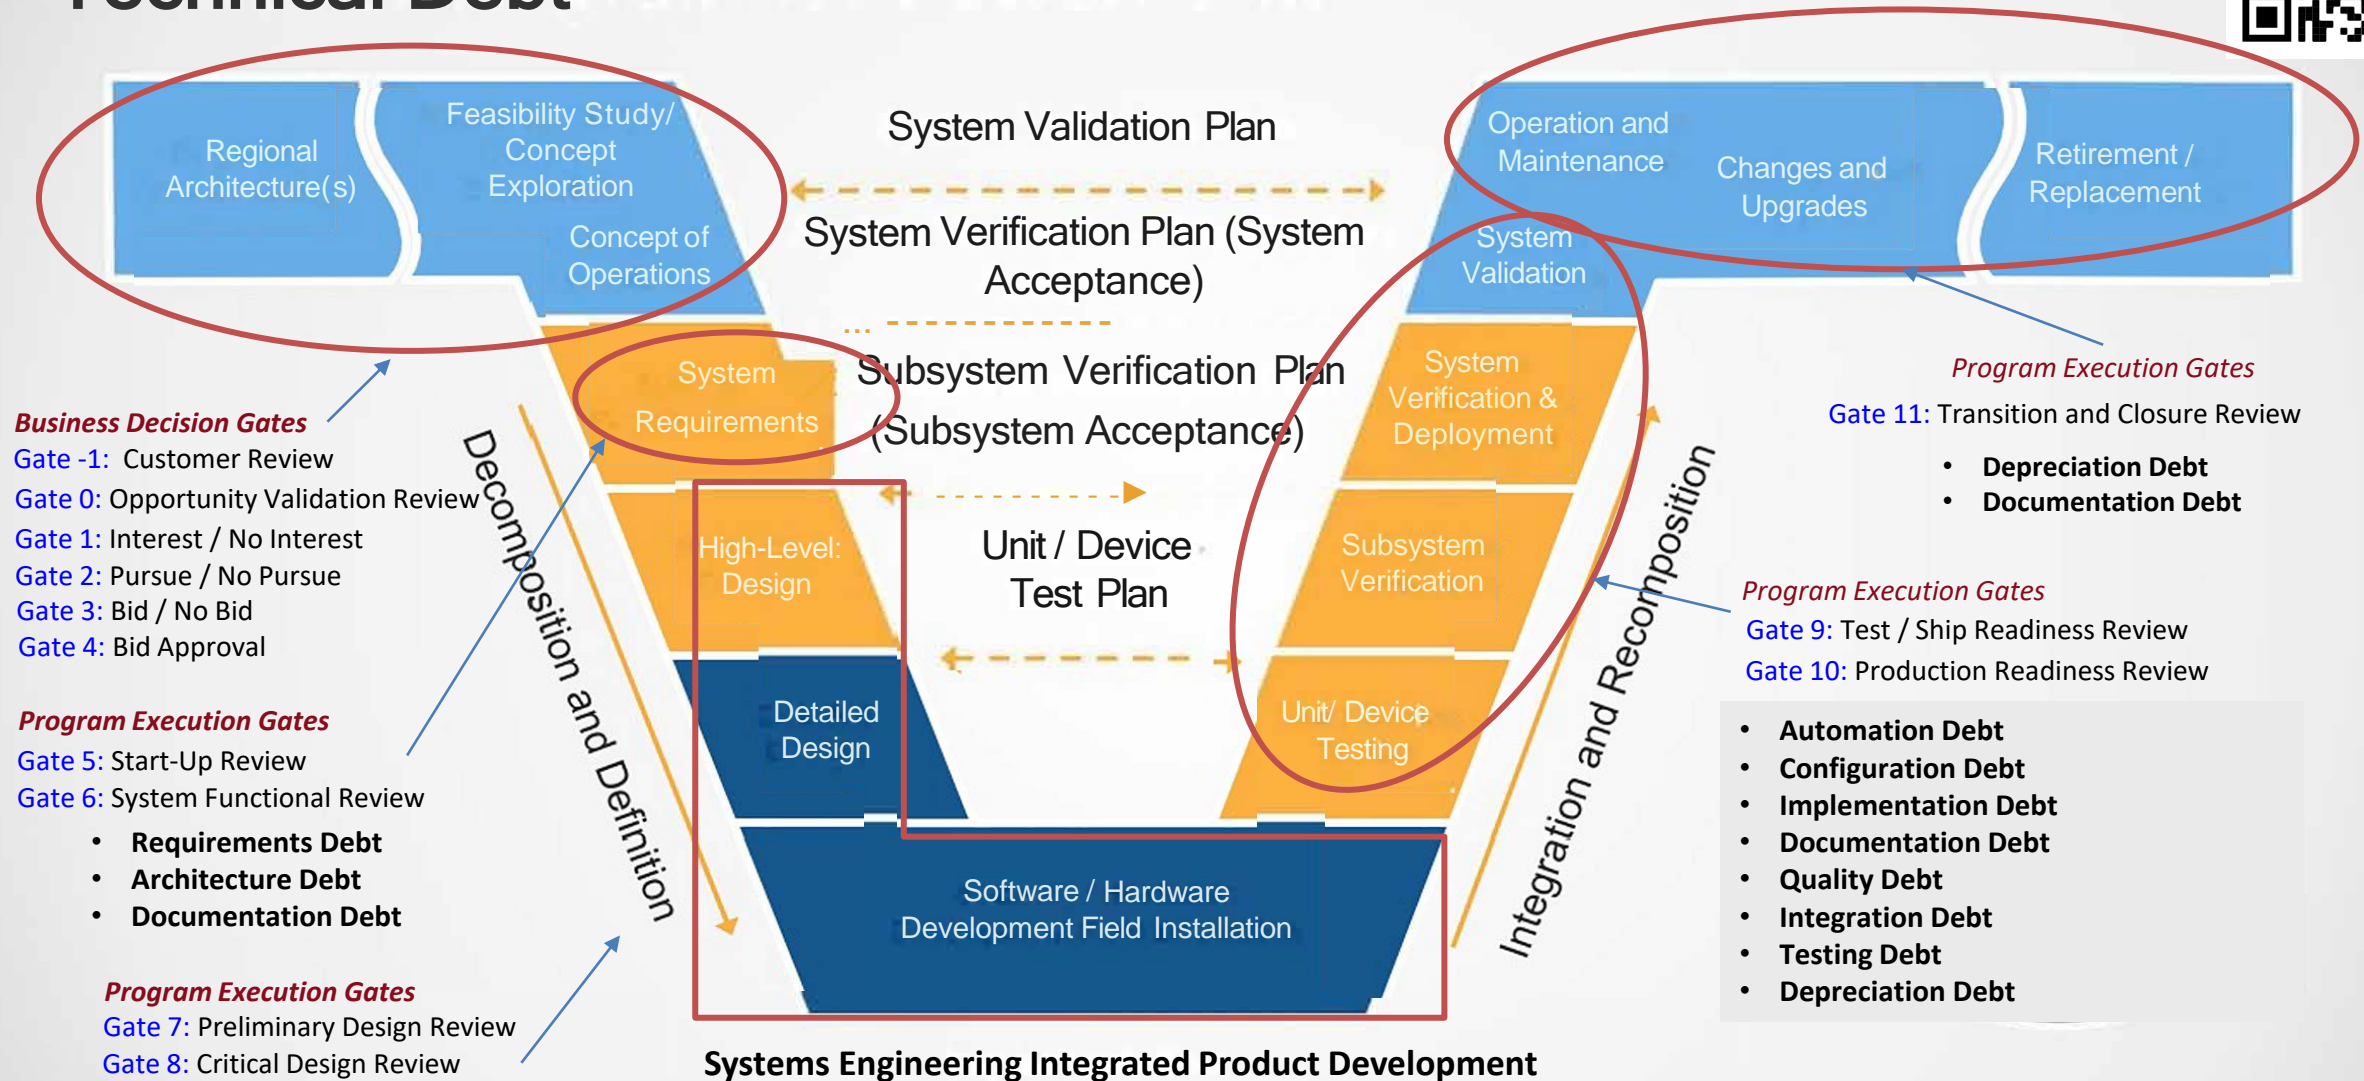 Technical Debt
Regional
Architecture(s)
Feasibility Study/
Concept
Exploration
Concept of
Operations
System Validation Plan
System Verification Plan (System
Acceptance)
...
Subsystem Verification Plan
(Subsystem Acceptance)
Unit / Device
Test Plan
Operation and
Maintenance
Changes and
Upgrades
Retirement /
Replacement
System
Validation
System
Requirements
System
Verification &
Deployment
High-Level:
Design
Subsystem
Verification
Detailed
Design
Unit/ Device
Testing
Software / Hardware
Development Field Installation
Decomposition and Definition
Integration and Recomposition
Business Decision Gates
Gate -1: Customer Review
Gate 0: Opportunity Validation Review
Gate 1: Interest / No Interest
Gate 2: Pursue / No Pursue
Gate 3: Bid / No Bid
Gate 4: Bid Approval
Program Execution Gates
Gate 5: Start-Up Review
Gate 6: System Functional Review
• Requirements Debt
• Architecture Debt
• Documentation Debt
Program Execution Gates
Gate 7: Preliminary Design Review
Gate 8: Critical Design Review
Program Execution Gates
Gate 11: Transition and Closure Review
• Depreciation Debt
• Documentation Debt
Program Execution Gates
Gate 9: Test / Ship Readiness Review
Gate 10: Production Readiness Review
• Automation Debt
• Configuration Debt
• Implementation Debt
• Documentation Debt
• Quality Debt
• Integration Debt
• Testing Debt
• Depreciation Debt
Systems Engineering Integrated Product Development